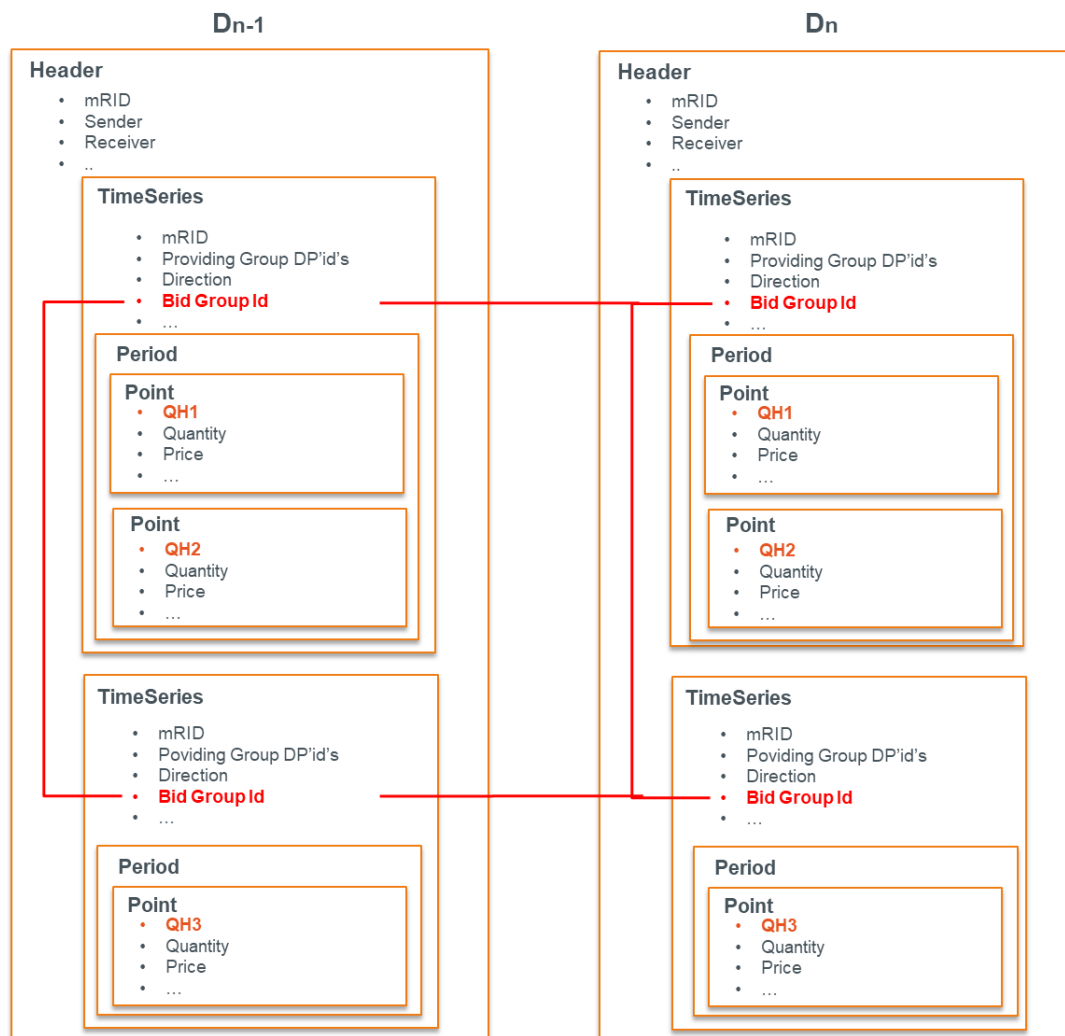 Dn-1
Header
• mRID
• Sender
• Receiver
• ..
TimeSeries
• mRID
• Providing Group DP'id's
• Direction
• Bid Group Id
• ...
Period
Point
• QH1
• Quantity
• Price
• ...
Point
• QH2
• Quantity
• Price
• ...
TimeSeries
• mRID
• Poviding Group DP'id's
• Direction
• Bid Group Id
• ...
Period
Point
• QH3
• Quantity
• Price
• ...
Dn
Header
• mRID
• Sender
• Receiver
• ..
TimeSeries
• mRID
• Providing Group DP'id's
• Direction
• Bid Group Id
• ...
Period
Point
• QH1
• Quantity
• Price
• ...
Point
• QH2
• Quantity
• Price
• ...
TimeSeries
• mRID
• Poviding Group DP'id's
• Direction
• Bid Group Id
• ...
Period
Point
• QH3
• Quantity
• Price
• ...